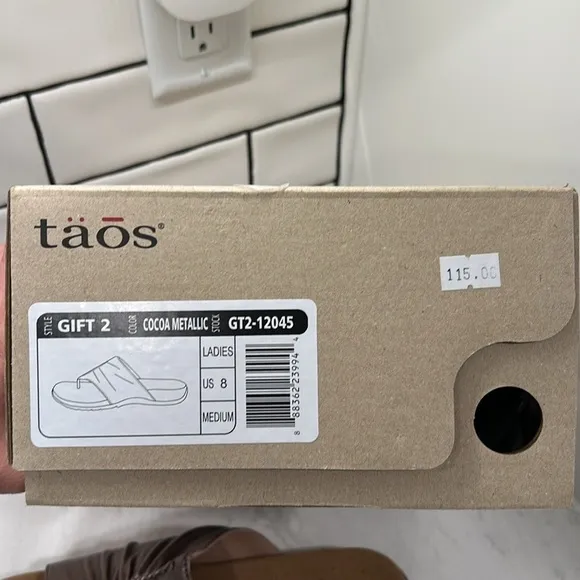 täōs®
115.00
STYLE GIFT 2 COLOR COCOA METALLIC STOCK GT2-12045
LADIES
US 8
MEDIUM
8 88362 23994 4